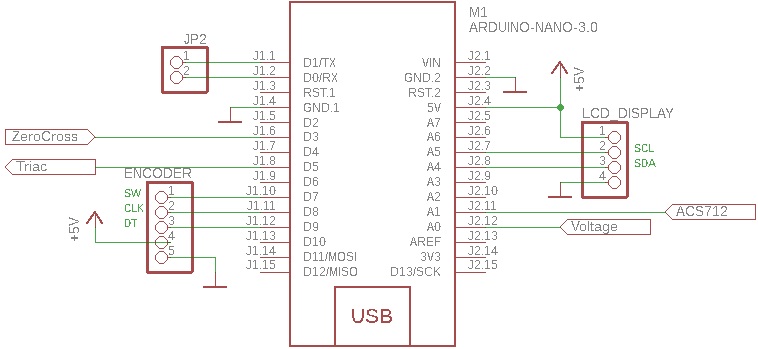 M1
ARDUINO-NANO-3.0
JP2
1
2
J1.1 D1/TX VIN J2.1
J1.2 D0/RX GND.2 J2.2
J1.3 RST.1 RST.2 J2.3
J1.4 GND.1 5V J2.4
J1.5 D2 A7 J2.5
J1.6 D3 A6 J2.6
J1.7 D4 A5 J2.7
J1.8 D5 A4 J2.8
J1.9 D6 A3 J2.9
J1.10 D7 A2 J2.10
J1.11 D8 A1 J2.11
J1.12 D9 A0 J2.12
J1.13 D10 AREF J2.13
J1.14 D11/MOSI 3V3 J2.14
J1.15 D12/MISO D13/SCK J2.15
ZeroCross
Triac
ENCODER
SW 1
CLK 2
DT 3
4
5
+5V
+5V
LCD_DISPLAY
1
2 SCL
3 SDA
4
ACS712
Voltage
USB